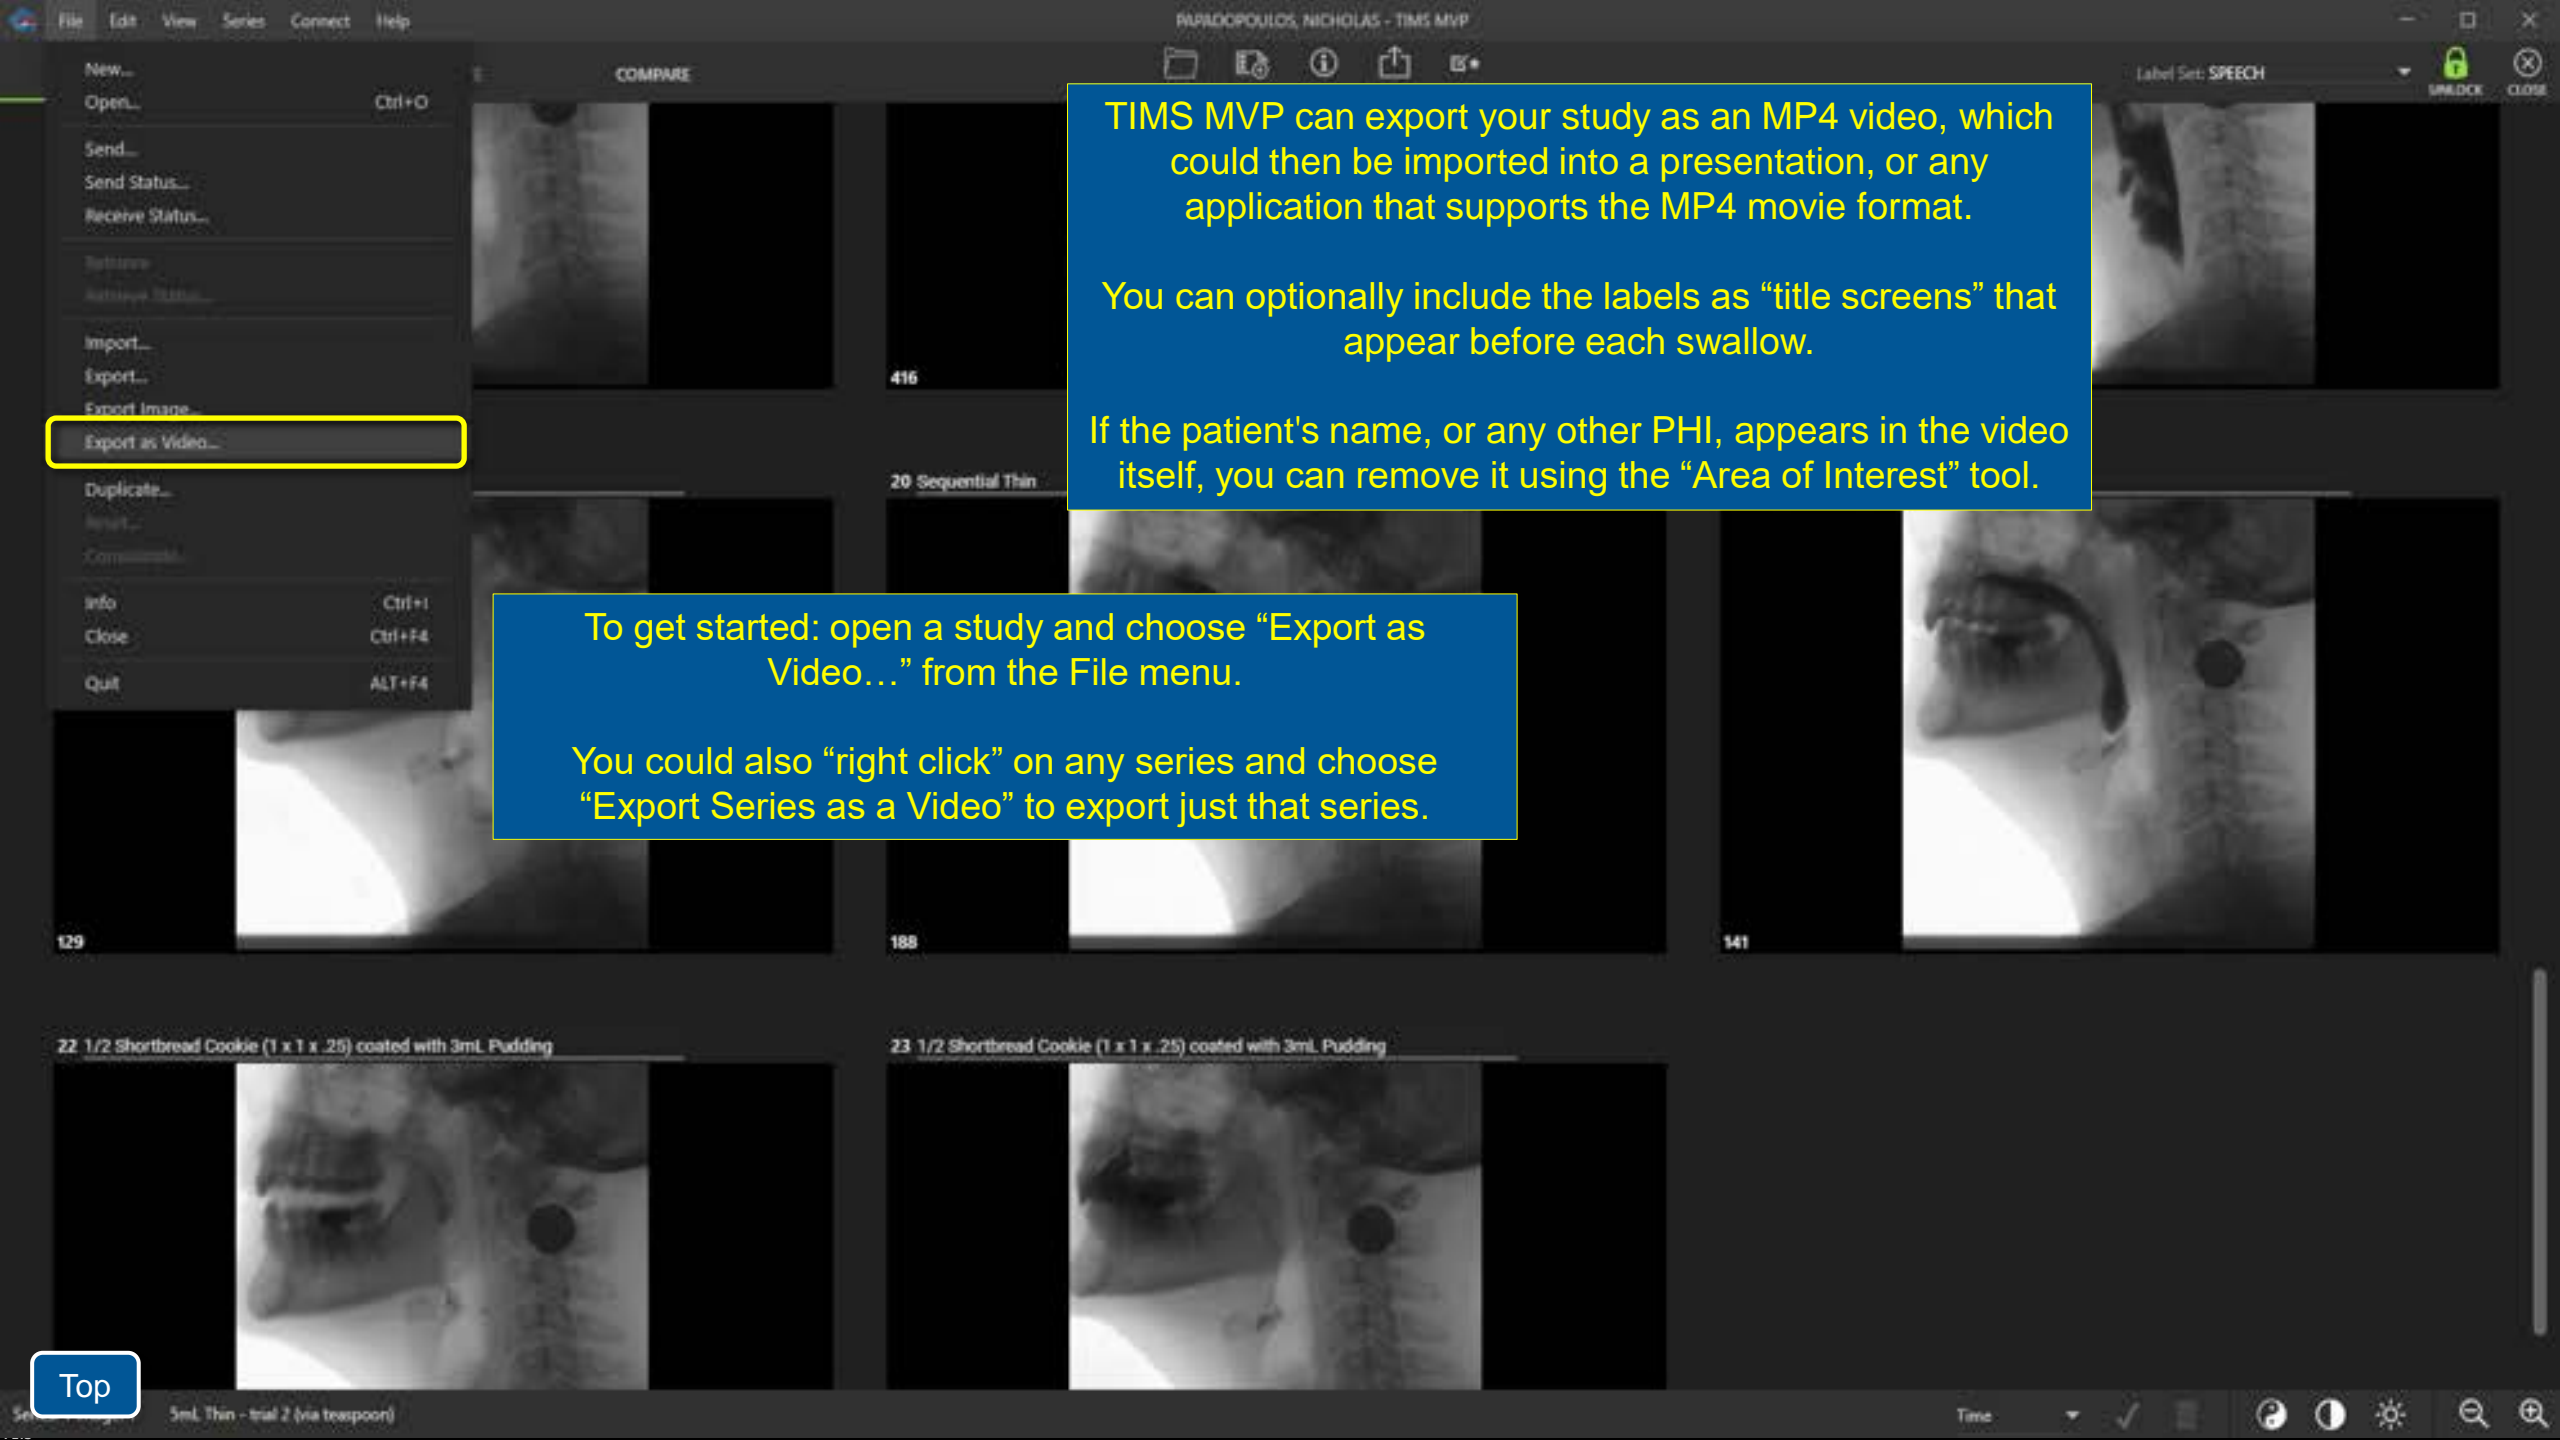 File Edit View Series Connect Help
PAPADOPOULOS, NICHOLAS - TIMS MVP
COMPARE
Label Set: SPEECH
UNLOCK
CLOSE
New...
Open... Ctrl+O
Send...
Send Status...
Receive Status...
Retrieve
Retrieve Status...
Import...
Export...
Export Image...
Export as Video...
Duplicate...
Info Ctrl+I
Close Ctrl+F4
Quit ALT+F4
TIMS MVP can export your study as an MP4 video, which
could then be imported into a presentation, or any
application that supports the MP4 movie format.
You can optionally include the labels as “title screens” that
appear before each swallow.
If the patient's name, or any other PHI, appears in the video
itself, you can remove it using the “Area of Interest” tool.
416
20 Sequential Thin
To get started: open a study and choose “Export as
Video…” from the File menu.
You could also “right click” on any series and choose
“Export Series as a Video” to export just that series.
129
188
141
22 1/2 Shortbread Cookie (1 x 1 x .25) coated with 3mL Pudding
23 1/2 Shortbread Cookie (1 x 1 x .25) coated with 3mL Pudding
Top
5mL Thin - trial 2 (via teaspoon)
Time